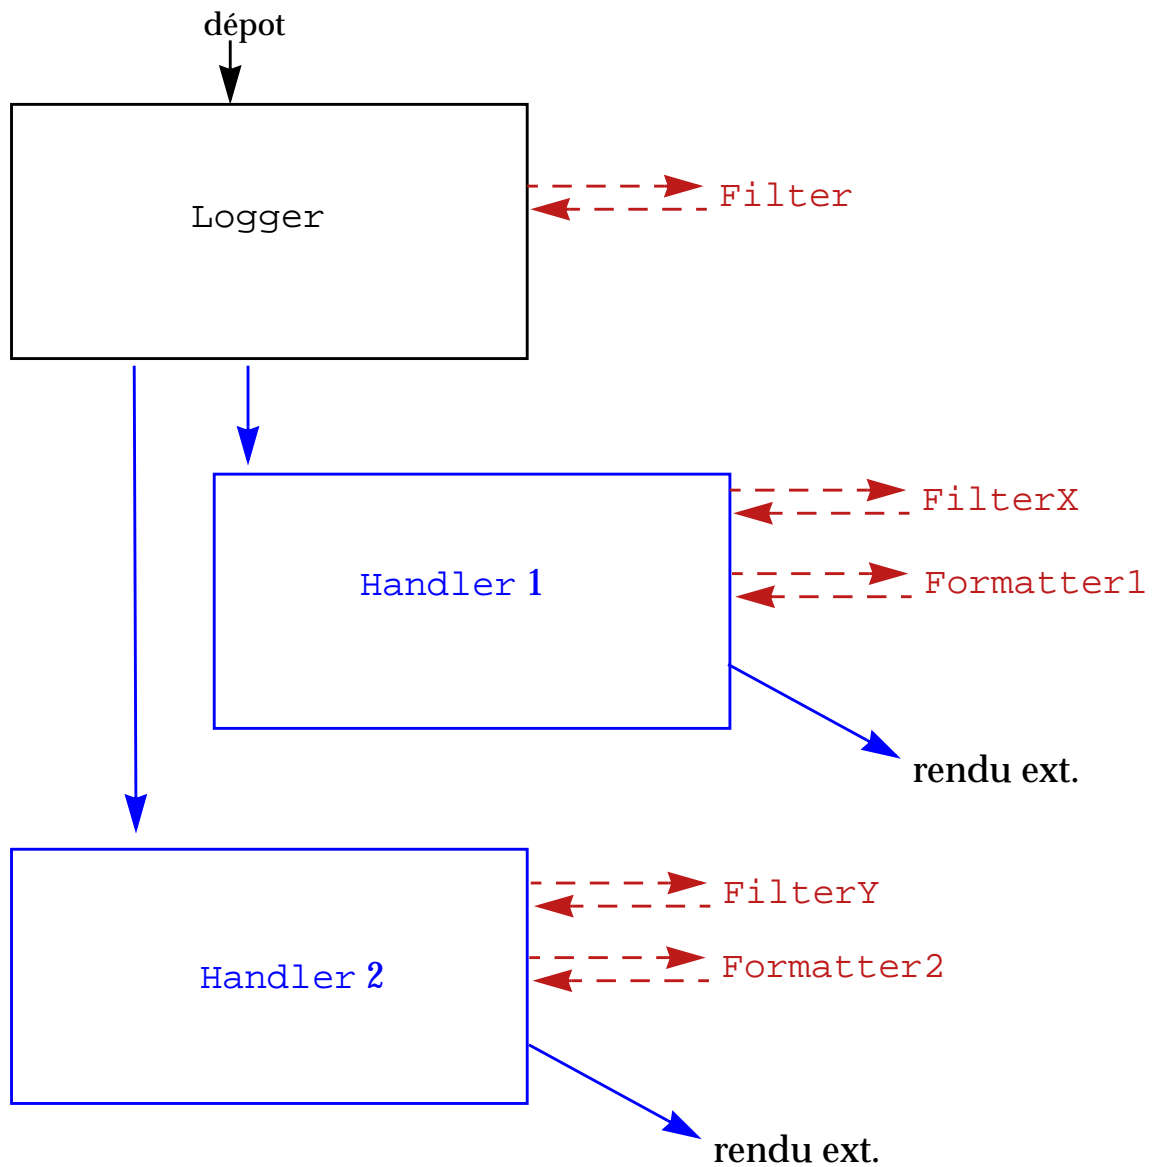 dépot
Logger
Filter
FilterX
Handler 1
Formatter1
rendu ext.
FilterY
Handler 2
Formatter2
rendu ext.